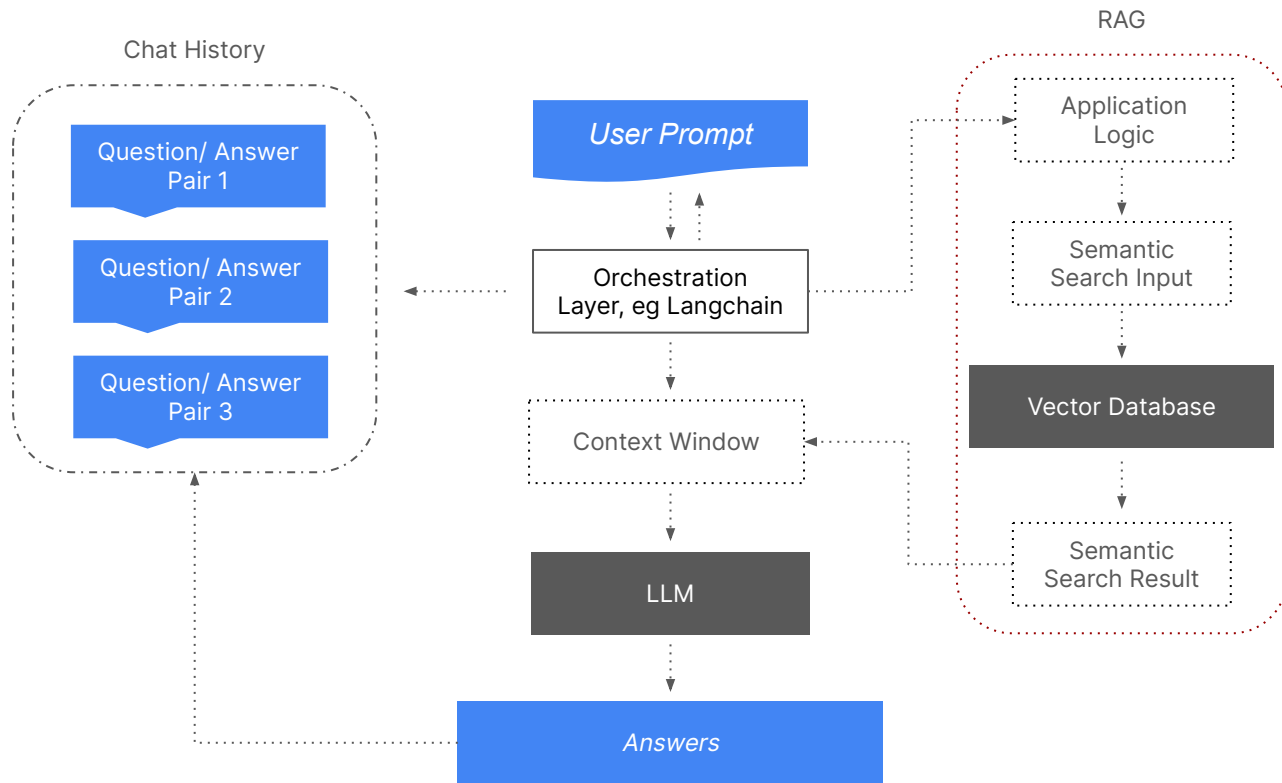 RAG
Chat History
Application
Logic
User Prompt
Question/ Answer
Pair 1
Semantic
Search Input
Orchestration
Layer, eg Langchain
Question/ Answer
Pair 2
Question/ Answer
Pair 3
Vector Database
Context Window
Semantic
Search Result
LLM
Answers